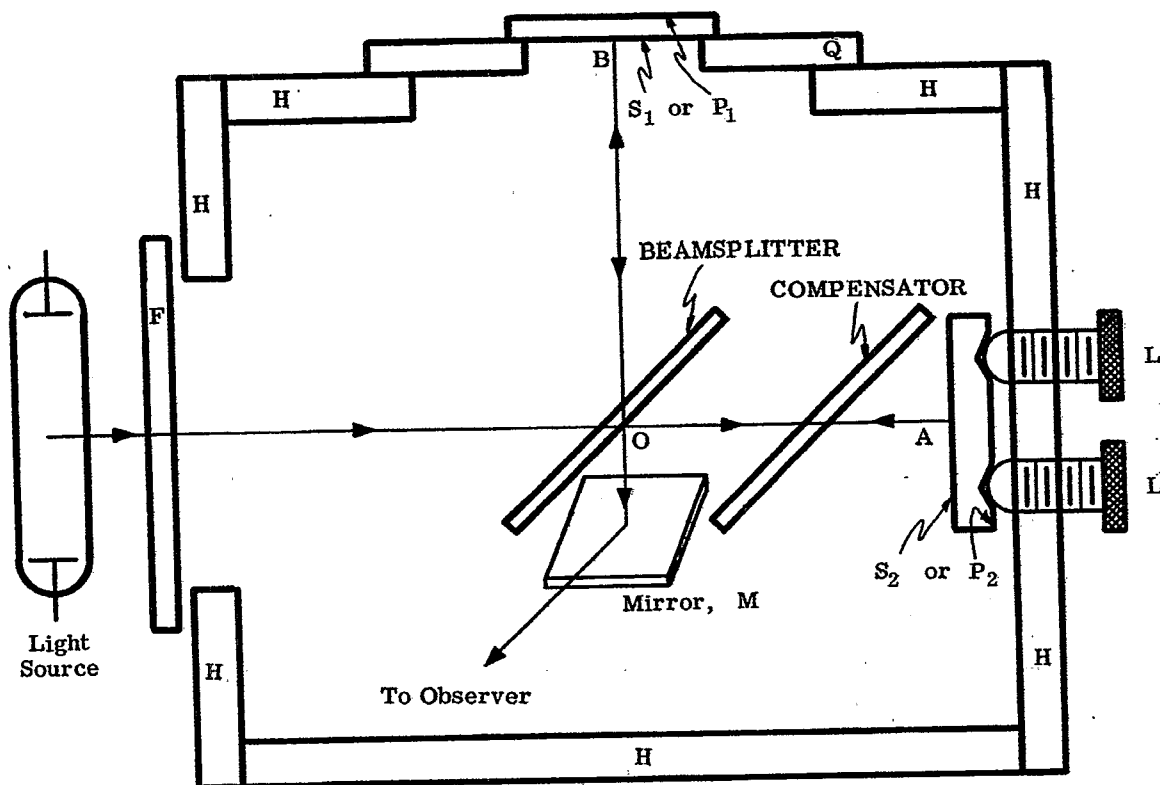 B
Q
S1 or P1
H
H
H
H
BEAMSPLITTER
COMPENSATOR
F
L
O
A
L
S2 or P2
Mirror, M
Light
Source
H
H
To Observer
H